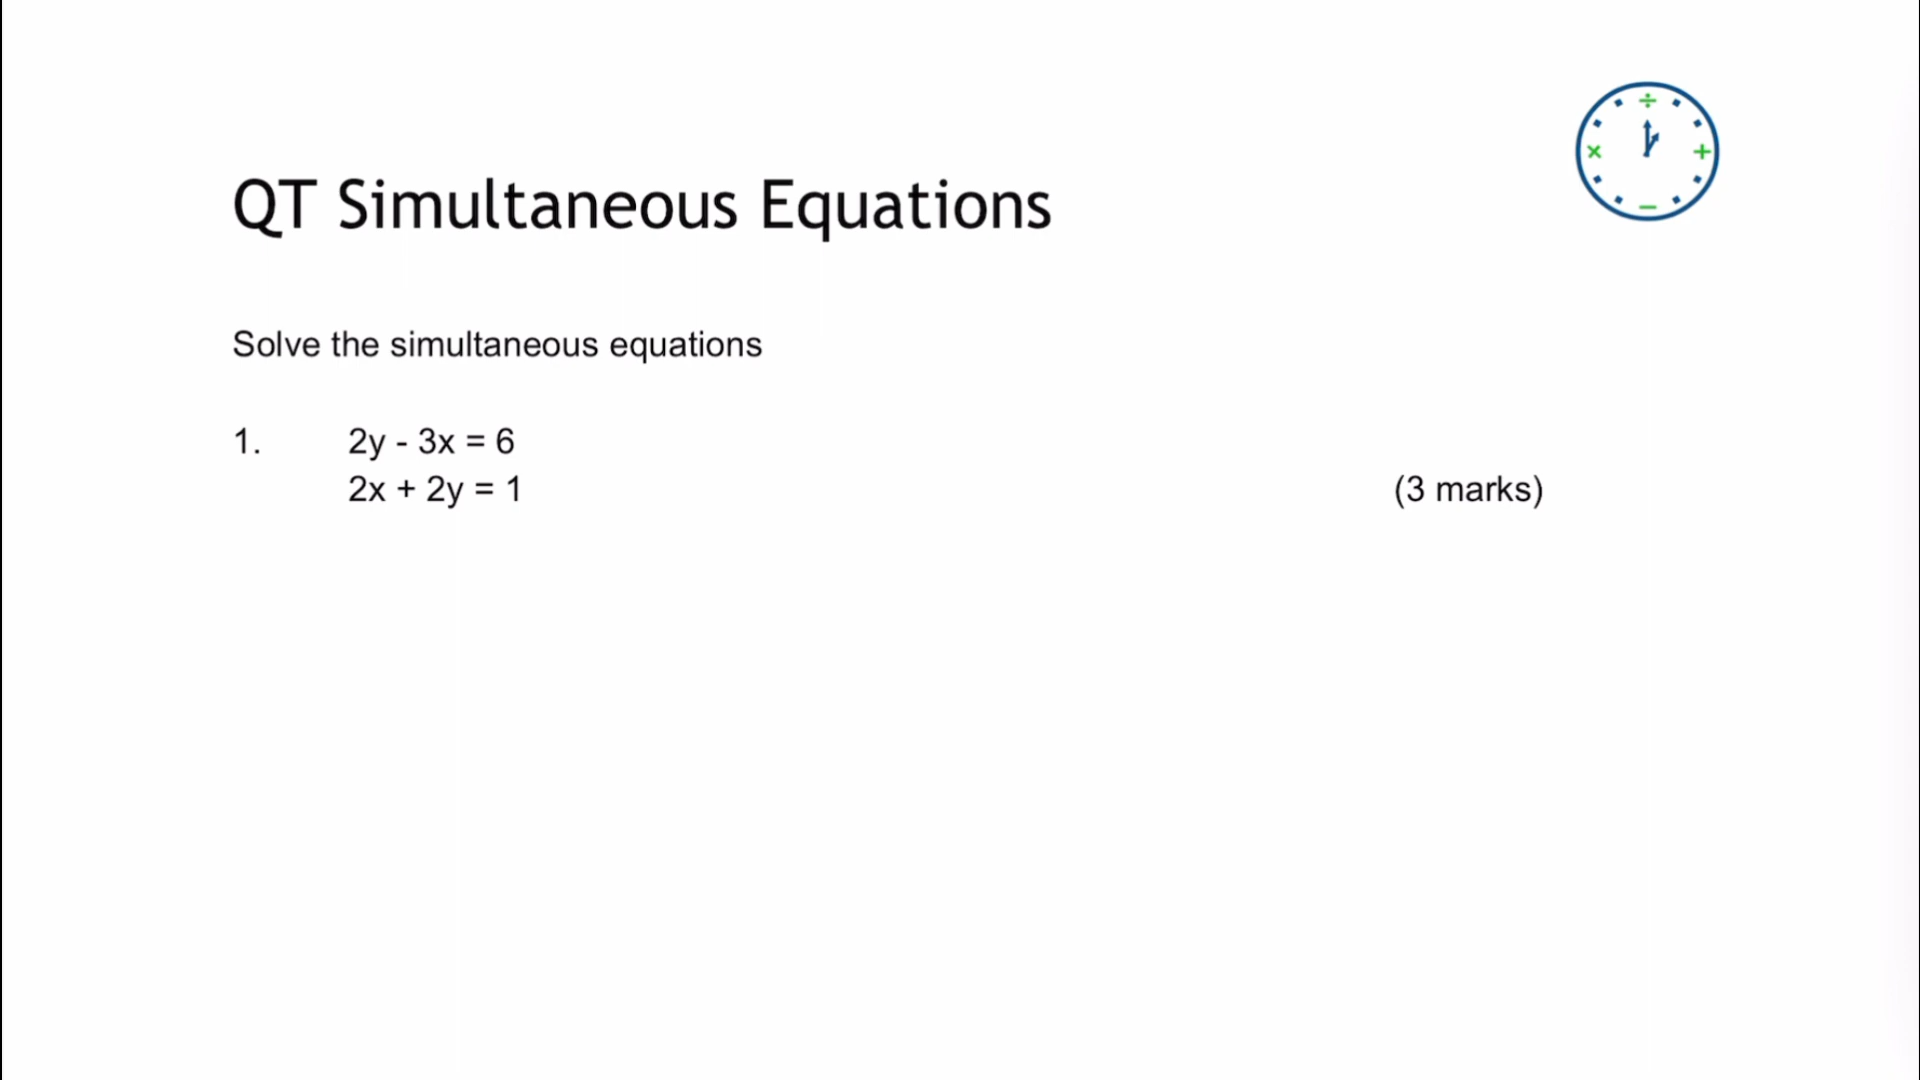 QT Simultaneous Equations
Solve the simultaneous equations
1. 2y - 3x = 6
2x + 2y = 1
(3 marks)